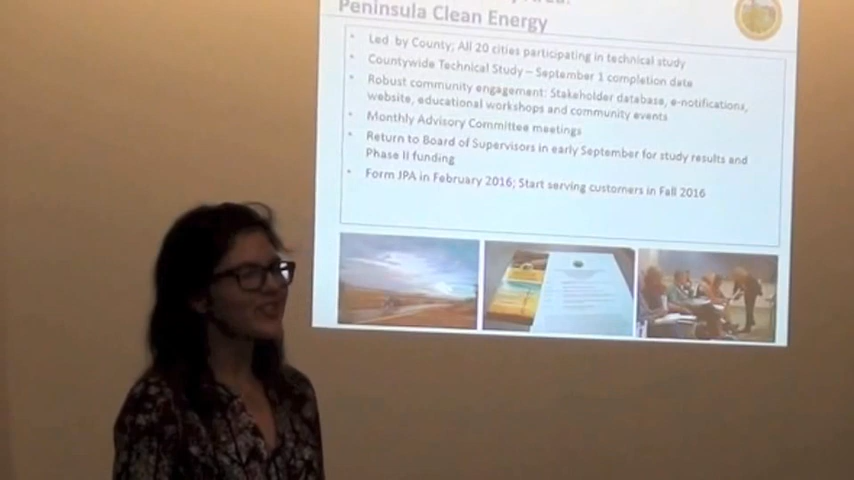 Peninsula Clean Energy
• Led by County; All 20 cities participating in technical study
• Countywide Technical Study – September 1 completion date
• Robust community engagement: Stakeholder database, e-notifications,
website, educational workshops and community events
• Monthly Advisory Committee meetings
• Return to Board of Supervisors in early September for study results and
Phase II funding
• Form JPA in February 2016; Start serving customers in Fall 2016